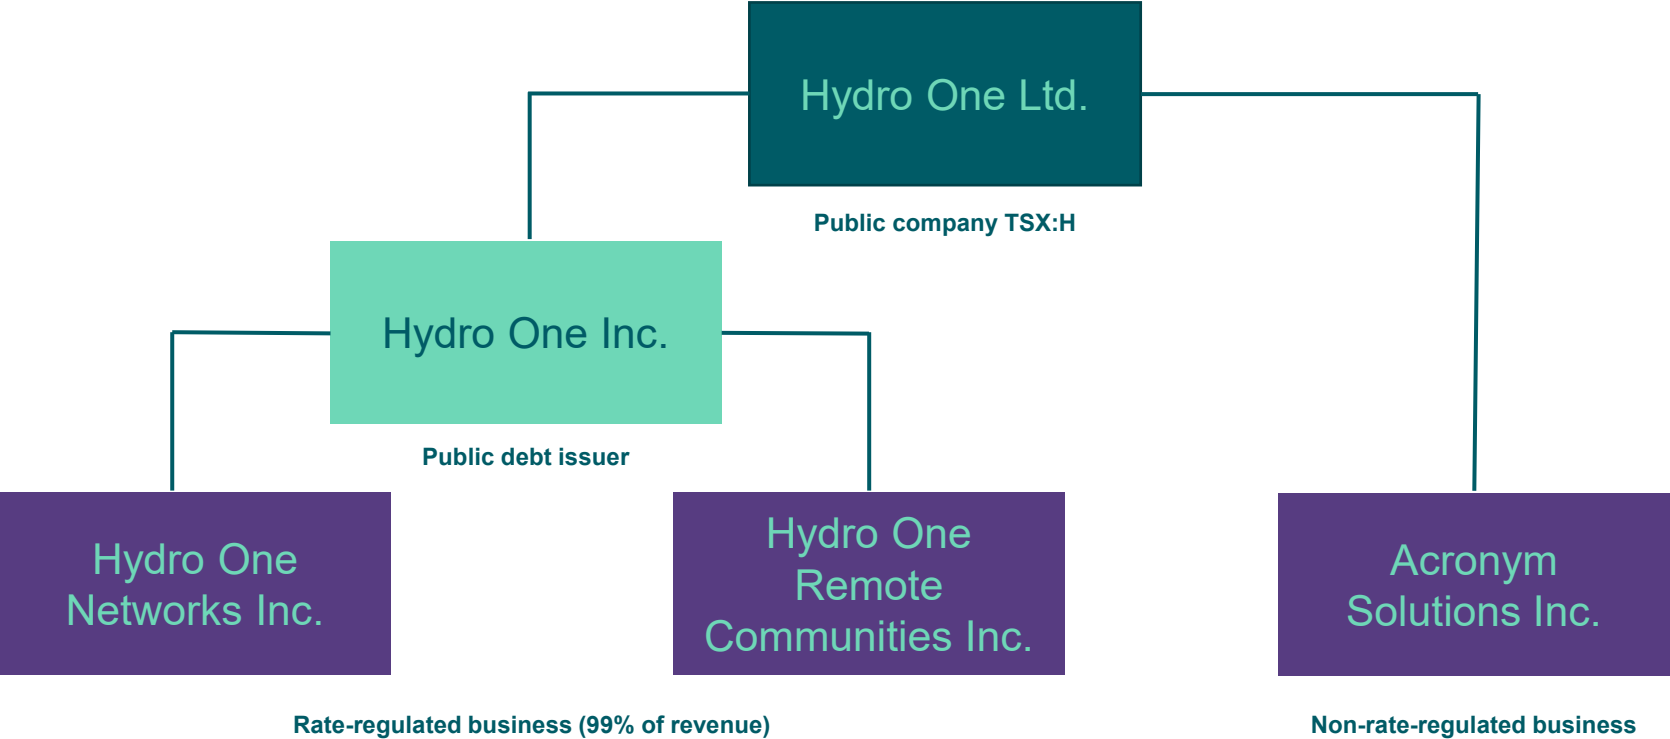 Hydro One Ltd.
Public company TSX:H
Hydro One Inc.
Public debt issuer
Hydro One
Networks Inc.
Hydro One
Remote
Communities Inc.
Acronym
Solutions Inc.
Rate-regulated business (99% of revenue)
Non-rate-regulated business